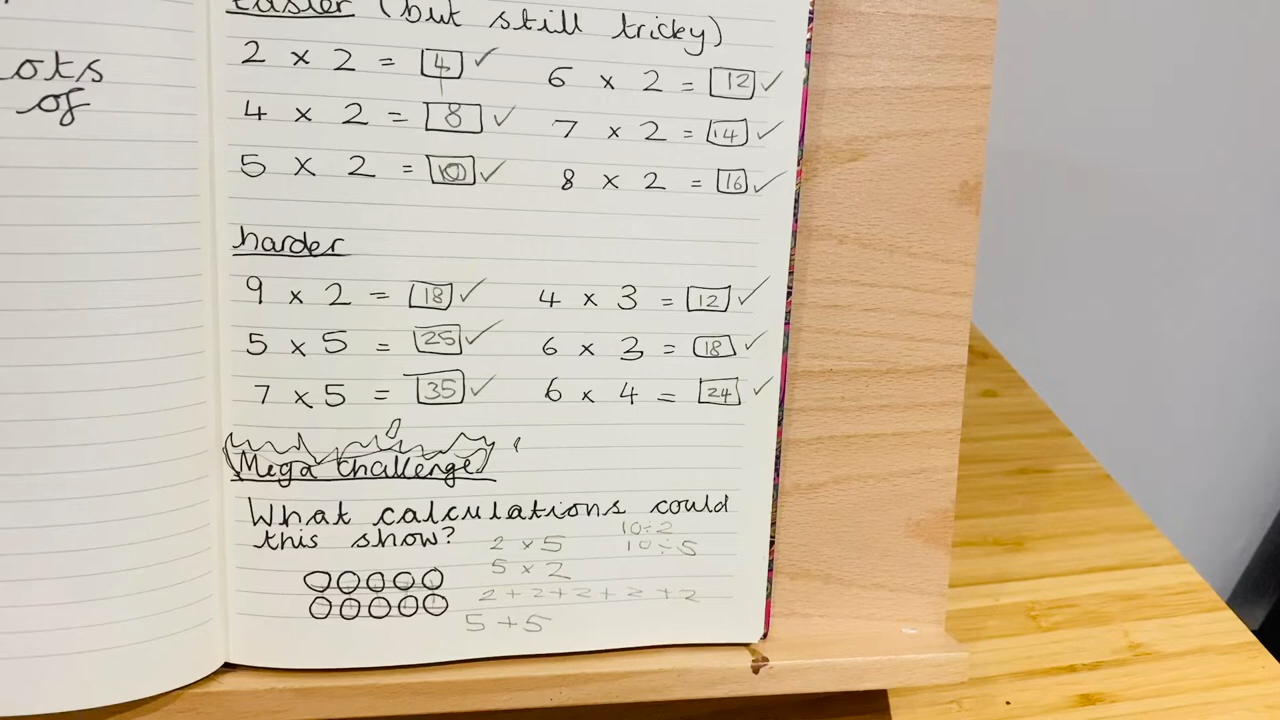 ots
of
Easier (but still tricky)
2 x 2 = 4 ✓
4 x 2 = 8 ✓
5 x 2 = 10 ✓
6 x 2 = 12 ✓
7 x 2 = 14 ✓
8 x 2 = 16 ✓
harder
9 x 2 = 18 ✓
5 x 5 = 25 ✓
7 x 5 = 35 ✓
4 x 3 = 12 ✓
6 x 3 = 18 ✓
6 x 4 = 24 ✓
Mega Challenge
What calculations could
this show?
2 x 5
5 x 2
2+2+2+2+2
5+5
10÷2
10÷5